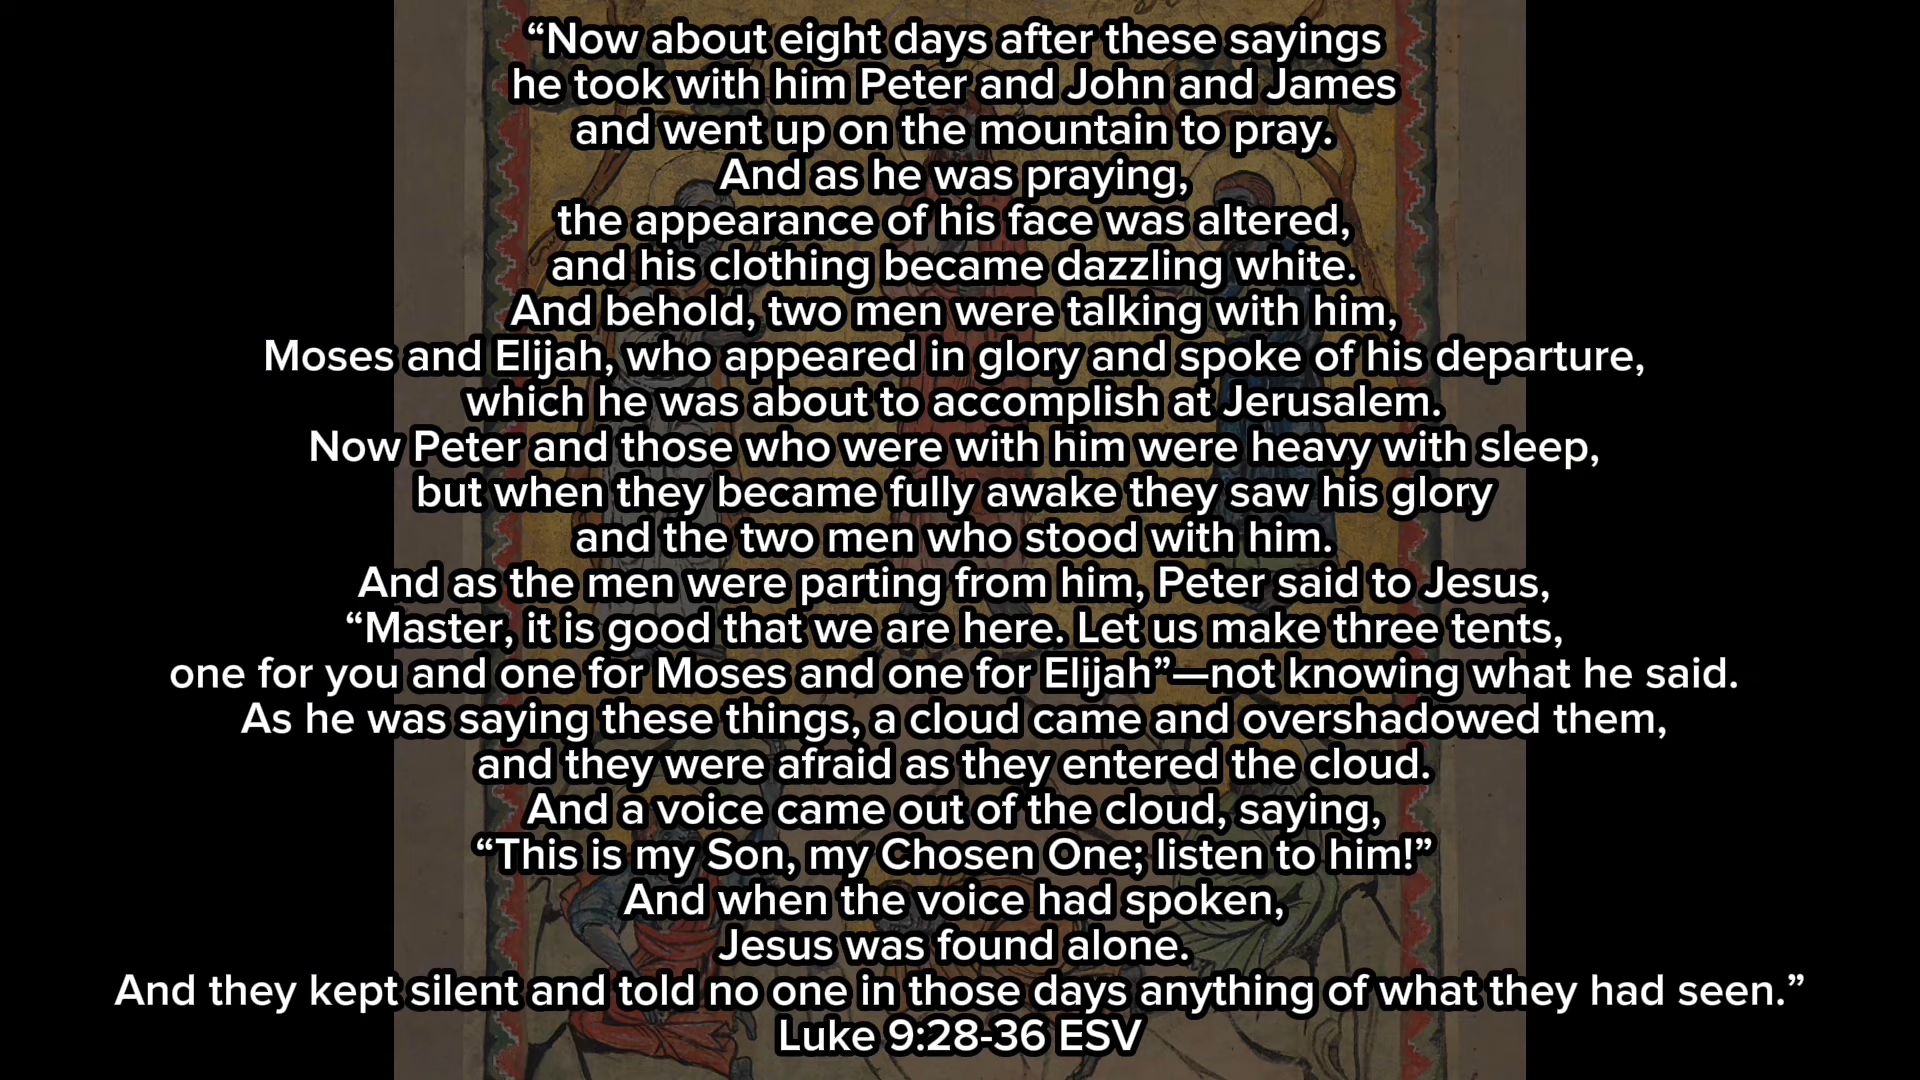 “Now about eight days after these sayings
he took with him Peter and John and James
and went up on the mountain to pray.
And as he was praying,
the appearance of his face was altered,
and his clothing became dazzling white.
And behold, two men were talking with him,
Moses and Elijah, who appeared in glory and spoke of his departure,
which he was about to accomplish at Jerusalem.
Now Peter and those who were with him were heavy with sleep,
but when they became fully awake they saw his glory
and the two men who stood with him.
And as the men were parting from him, Peter said to Jesus,
“Master, it is good that we are here. Let us make three tents,
one for you and one for Moses and one for Elijah”—not knowing what he said.
As he was saying these things, a cloud came and overshadowed them,
and they were afraid as they entered the cloud.
And a voice came out of the cloud, saying,
“This is my Son, my Chosen One; listen to him!”
And when the voice had spoken,
Jesus was found alone.
And they kept silent and told no one in those days anything of what they had seen.”
Luke 9:28-36 ESV